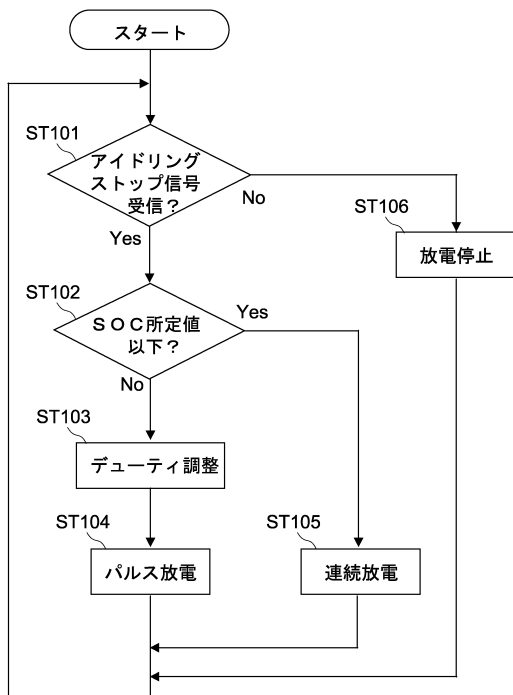 スタート
ST101
アイドリング
ストップ信号
受信?
No
Yes
ST106
放電停止
ST102
SOC所定値
以下?
Yes
No
ST103
デューティ調整
ST104
パルス放電
ST105
連続放電